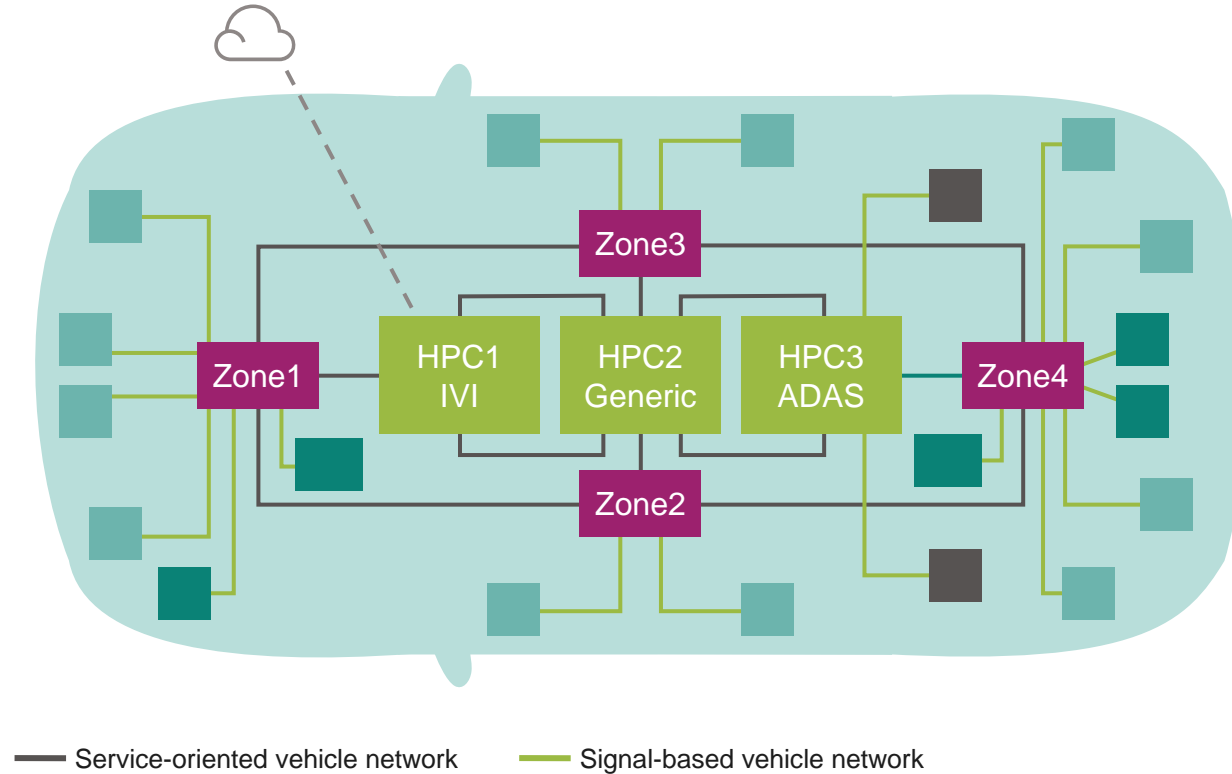 Zone3
HPC1
IVI
HPC2
Generic
HPC3
ADAS
Zone1
Zone4
Zone2
Service-oriented vehicle network
Signal-based vehicle network